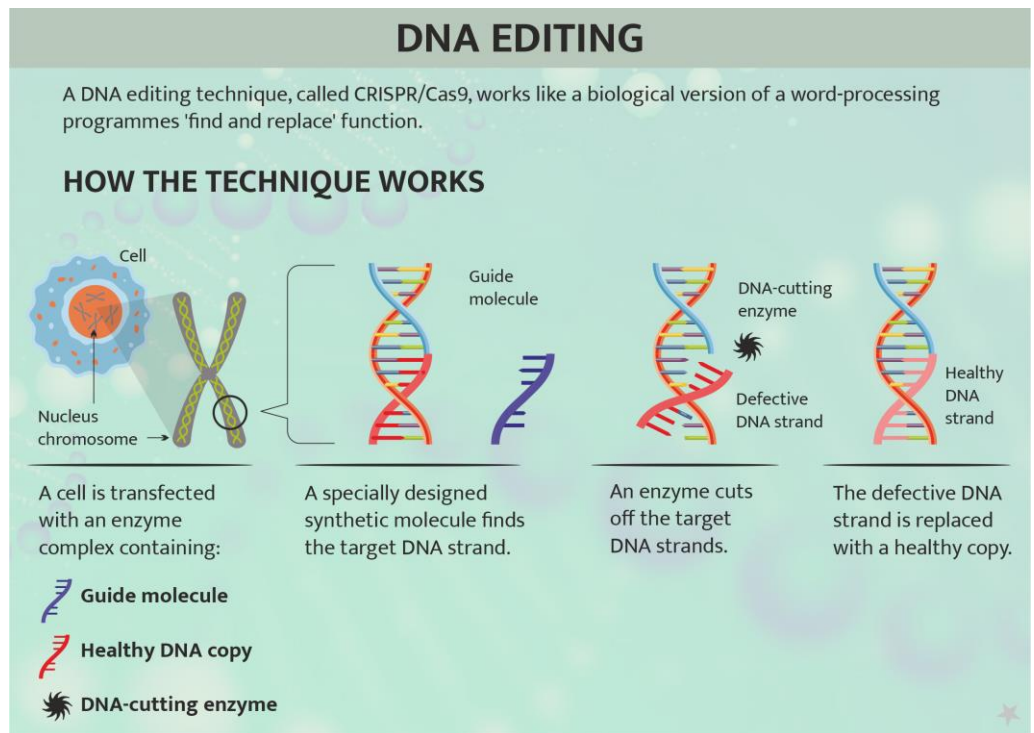 DNA EDITING
A DNA editing technique, called CRISPR/Cas9, works like a biological version of a word-processing
programmes 'find and replace' function.
HOW THE TECHNIQUE WORKS
Cell
Nucleus
chromosome
A cell is transfected
with an enzyme
complex containing:
Guide molecule
Healthy DNA copy
DNA-cutting enzyme
Guide
molecule
A specially designed
synthetic molecule finds
the target DNA strand.
DNA-cutting
enzyme
Defective
DNA strand
An enzyme cuts
off the target
DNA strands.
Healthy
DNA
strand
The defective DNA
strand is replaced
with a healthy copy.